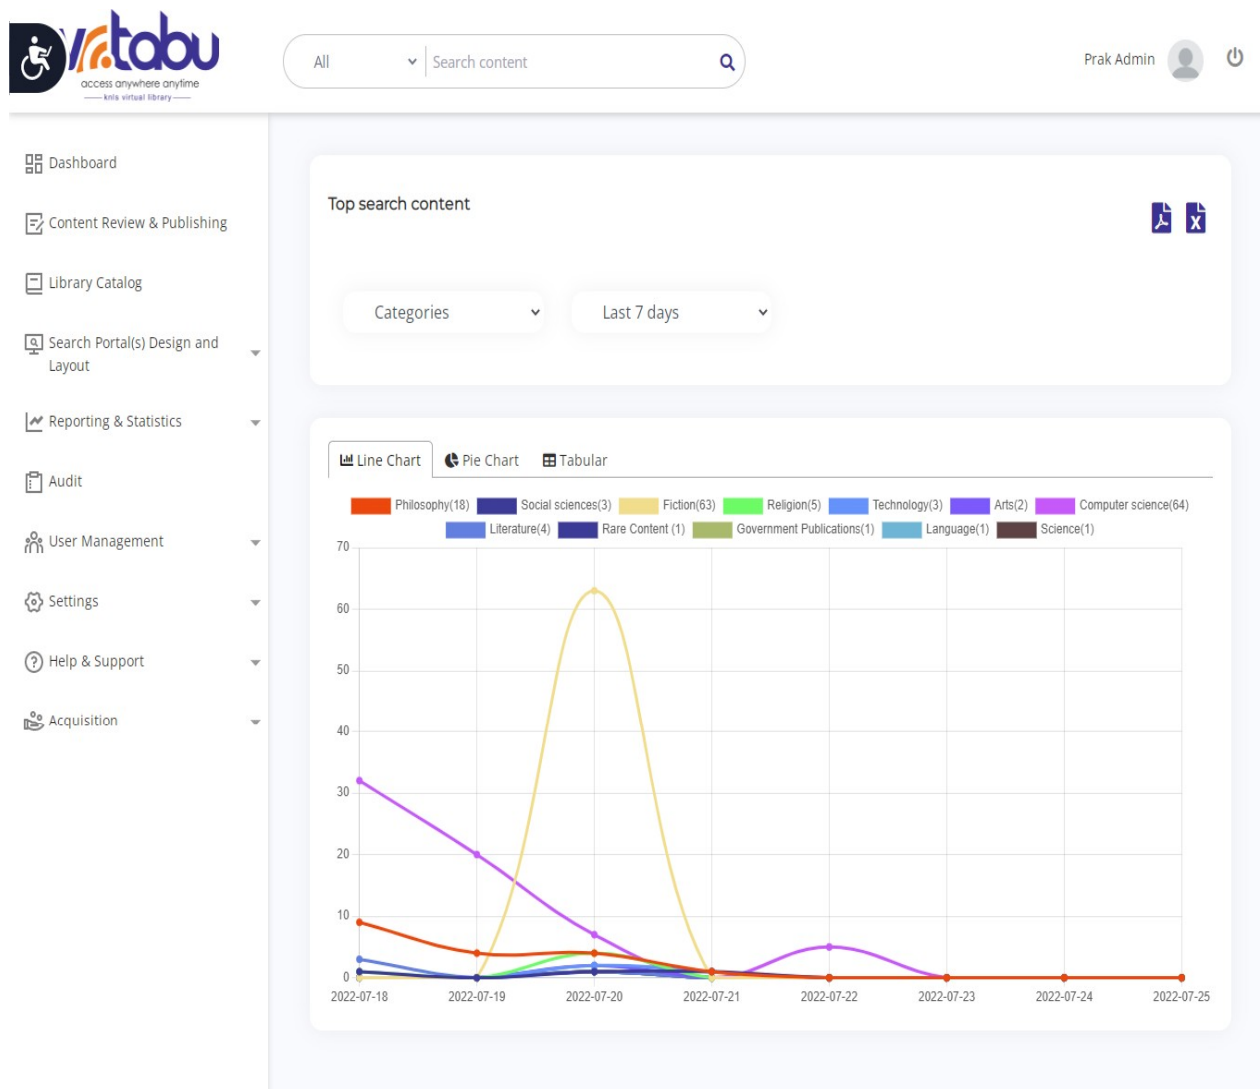 vrtabu
access anywhere anytime
knls virtual library
All
Search content
Prak Admin
Dashboard
Content Review & Publishing
Library Catalog
Search Portal(s) Design and
Layout
Reporting & Statistics
Audit
User Management
Settings
Help & Support
Acquisition
Top search content
Categories
Last 7 days
Line Chart
Pie Chart
Tabular
Philosophy(18) Social sciences(3) Fiction(63) Religion(5) Technology(3) Arts(2) Computer science(64)
Literature(4) Rare Content (1) Government Publications(1) Language(1) Science(1)
70
60
50
40
30
20
10
0
2022-07-18 2022-07-19 2022-07-20 2022-07-21 2022-07-22 2022-07-23 2022-07-24 2022-07-25